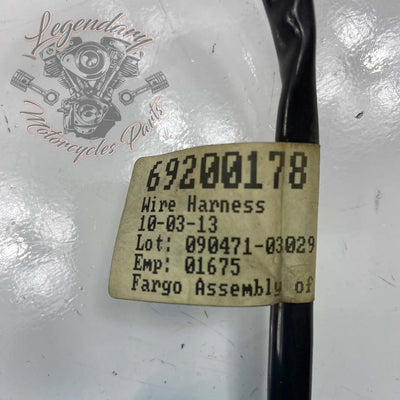 Legendary
Motorcycles Parts
69200178
Wire Harness
10-03-13
Lot: 090471-03029
Emp: 01675
Fargo Assembly of